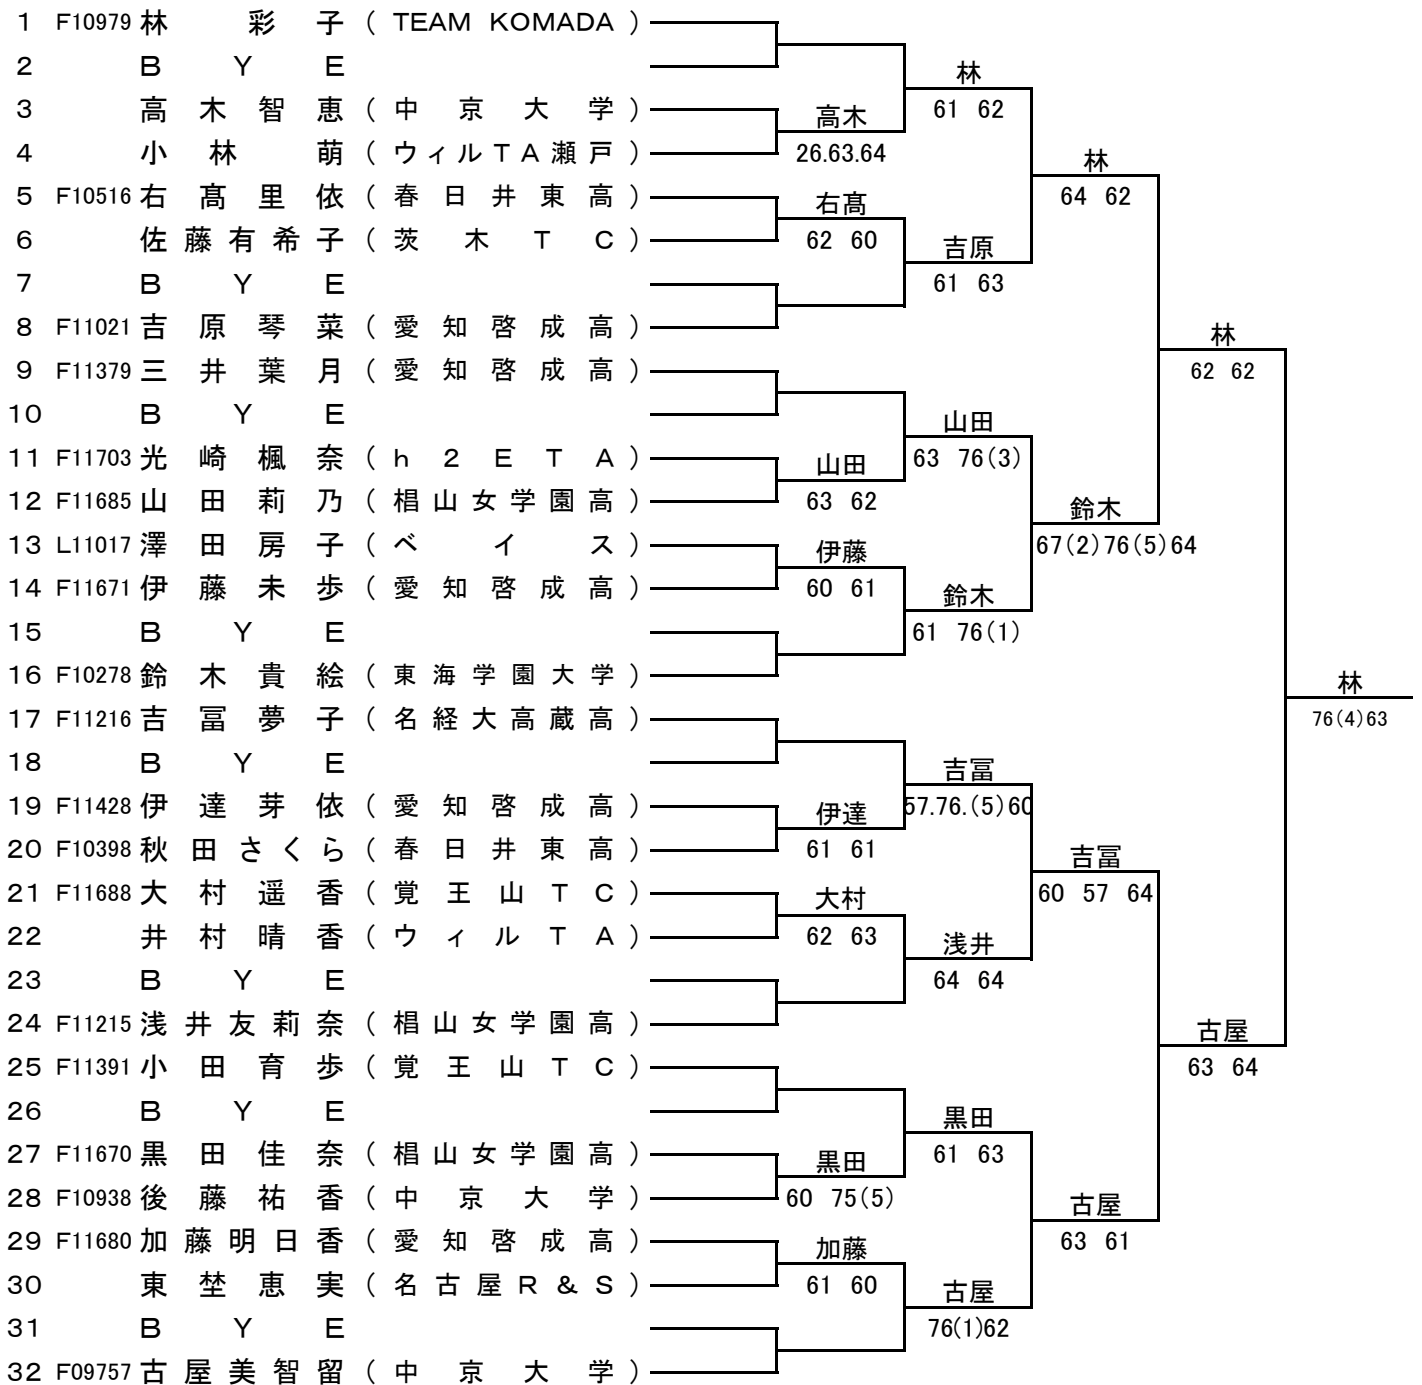 1 F10979 林 彩 子 ( TEAM KOMADA )
2 B Y E
林
3 高 木 智 恵 ( 中 京 大 学 ) 高木 61 62
4 小 林 萌 ( ウィルTA瀬戸 ) 26.63.64 林
5 F10516 右 髙 里 依 ( 春 日 井 東 高 ) 右髙 64 62
6 佐 藤 有 希 子 ( 茨 木 T C ) 62 60 吉原
7 B Y E 61 63
8 F11021 吉 原 琴 菜 ( 愛 知 啓 成 高 ) 林
9 F11379 三 井 葉 月 ( 愛 知 啓 成 高 ) 62 62
10 B Y E 山田
11 F11703 光 崎 楓 奈 ( h 2 E T A ) 山田 63 76(3)
12 F11685 山 田 莉 乃 ( 椙 山 女 学 園 高 ) 63 62 鈴木
13 L11017 澤 田 房 子 ( ベ イ ス ) 伊藤 67(2)76(5)64
14 F11671 伊 藤 未 歩 ( 愛 知 啓 成 高 ) 60 61 鈴木
15 B Y E 61 76(1)
16 F10278 鈴 木 貴 絵 ( 東 海 学 園 大 学 ) 林
17 F11216 吉 冨 夢 子 ( 名 経 大 高 蔵 高 ) 76(4)63
18 B Y E 吉冨
19 F11428 伊 達 芽 依 ( 愛 知 啓 成 高 ) 伊達 57.76.(5)60
20 F10398 秋 田 さ く ら ( 春 日 井 東 高 ) 61 61 吉冨
21 F11688 大 村 遥 香 ( 覚 王 山 T C ) 大村 60 57 64
22 井 村 晴 香 ( ウ ィ ル T A ) 62 63 浅井
23 B Y E 64 64
24 F11215 浅 井 友 莉 奈 ( 椙 山 女 学 園 高 ) 古屋
25 F11391 小 田 育 歩 ( 覚 王 山 T C ) 63 64
26 B Y E 黒田
27 F11670 黒 田 佳 奈 ( 椙 山 女 学 園 高 ) 黒田 61 63
28 F10938 後 藤 祐 香 ( 中 京 大 学 ) 60 75(5) 古屋
29 F11680 加 藤 明 日 香 ( 愛 知 啓 成 高 ) 加藤 63 61
30 東 埜 恵 実 ( 名 古 屋 R & S ) 61 60 古屋
31 B Y E 76(1)62
32 F09757 古 屋 美 智 留 ( 中 京 大 学 )